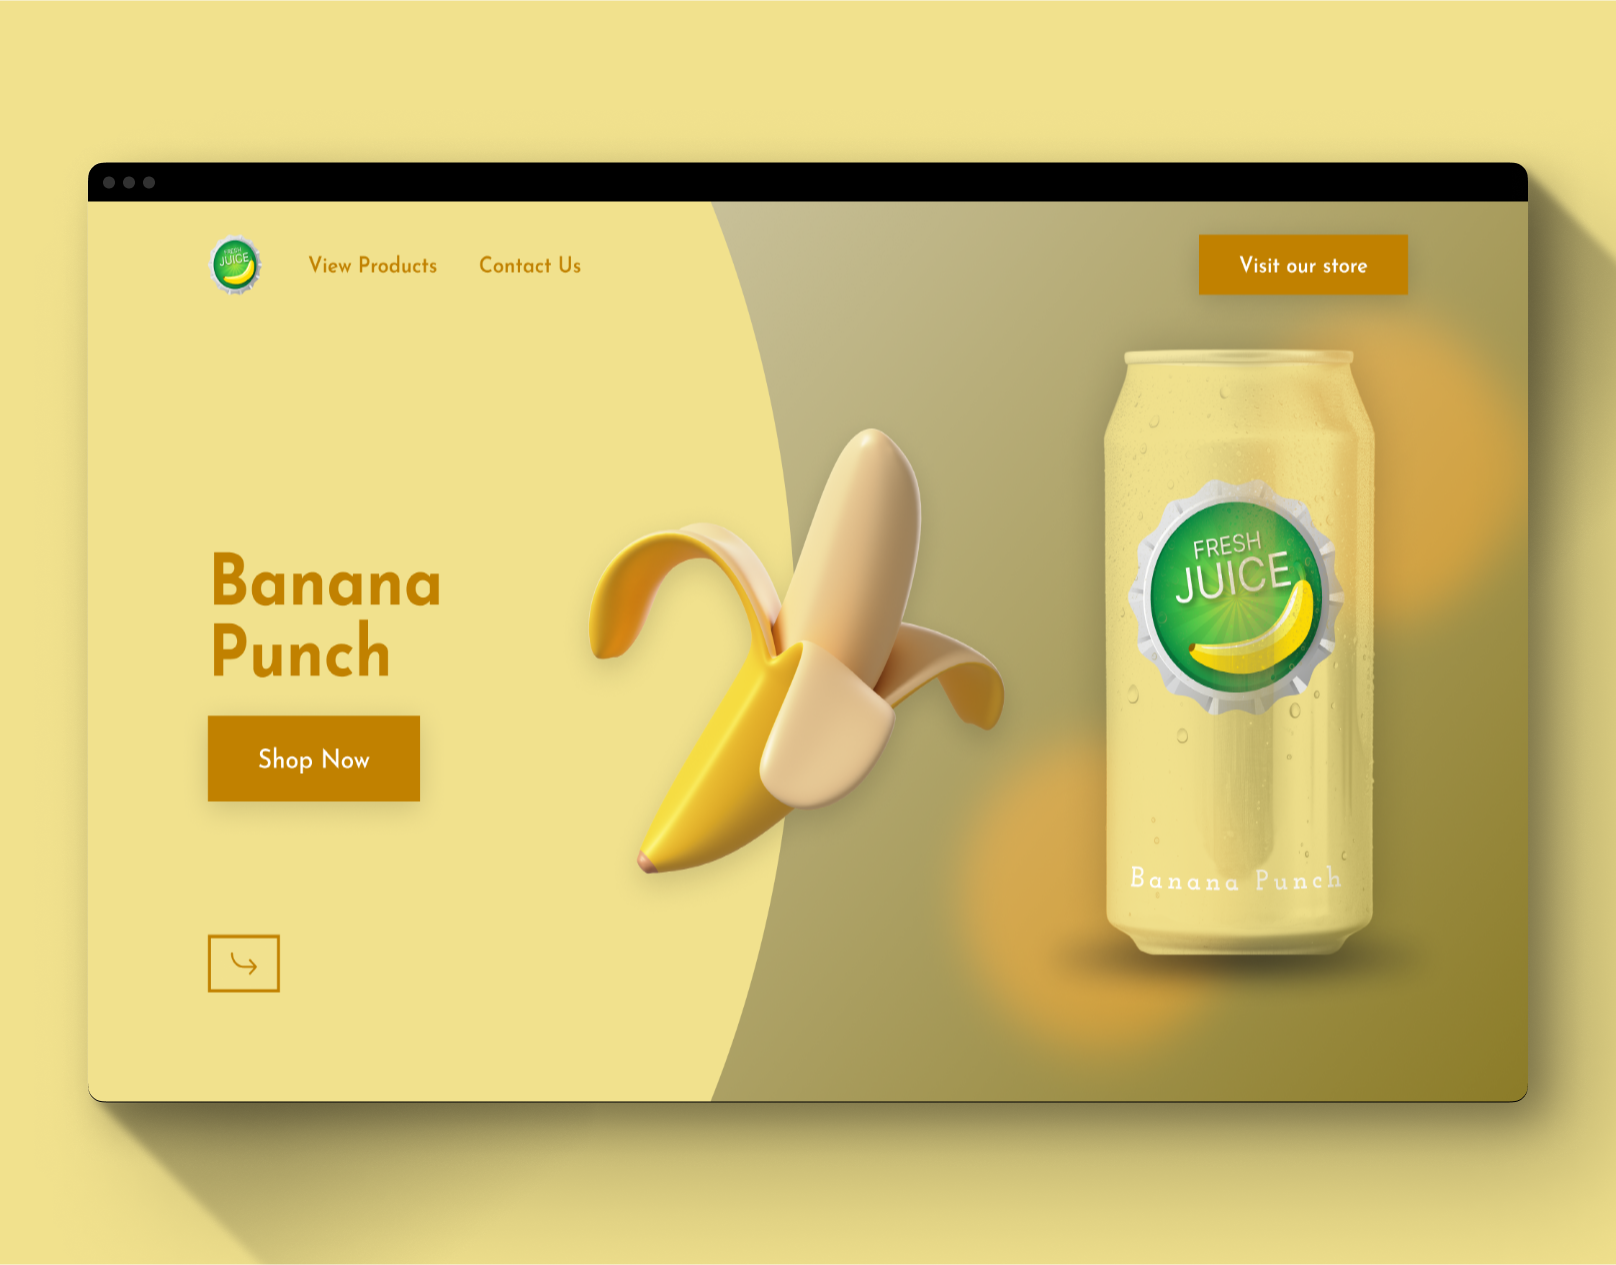 FRESH
JUICE
View Products
Contact Us
Visit our store
Banana
Punch
Shop Now
FRESH
JUICE
Banana Punch